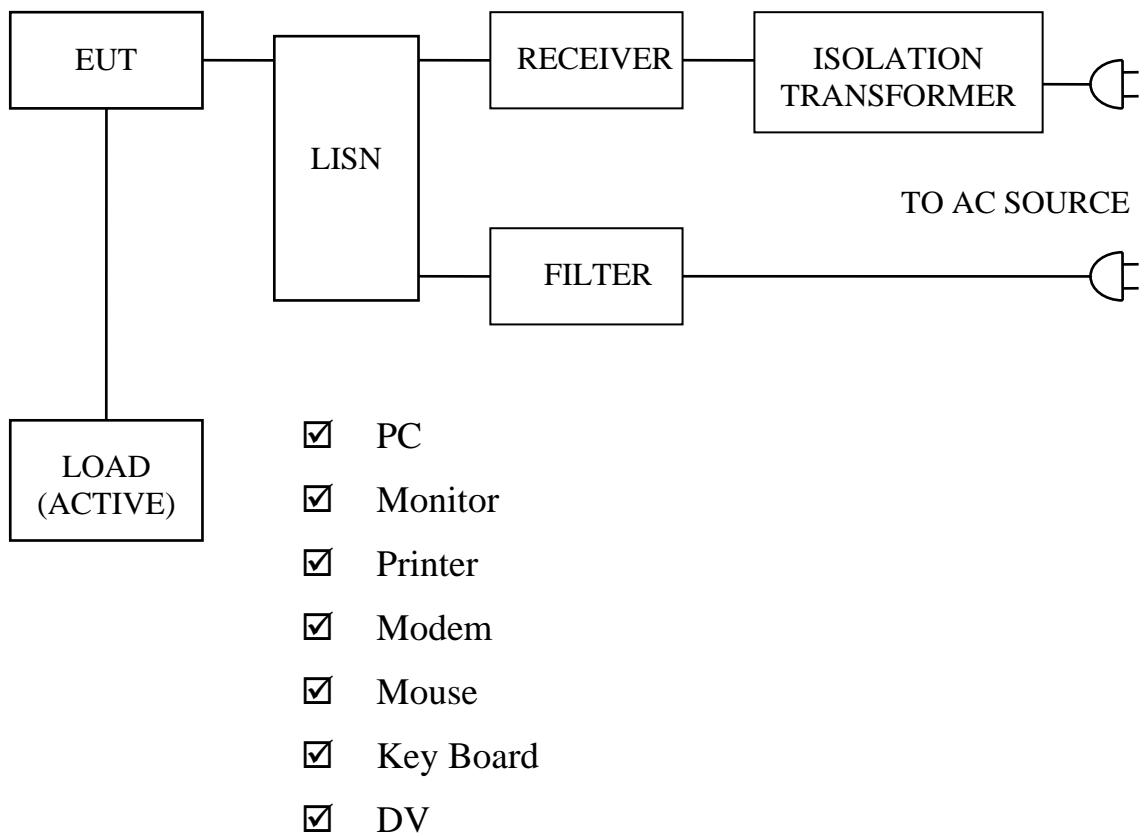 EUT
LISN
RECEIVER
ISOLATION
TRANSFORMER
TO AC SOURCE
FILTER
LOAD
(ACTIVE)
☑ PC
☑ Monitor
☑ Printer
☑ Modem
☑ Mouse
☑ Key Board
☑ DV